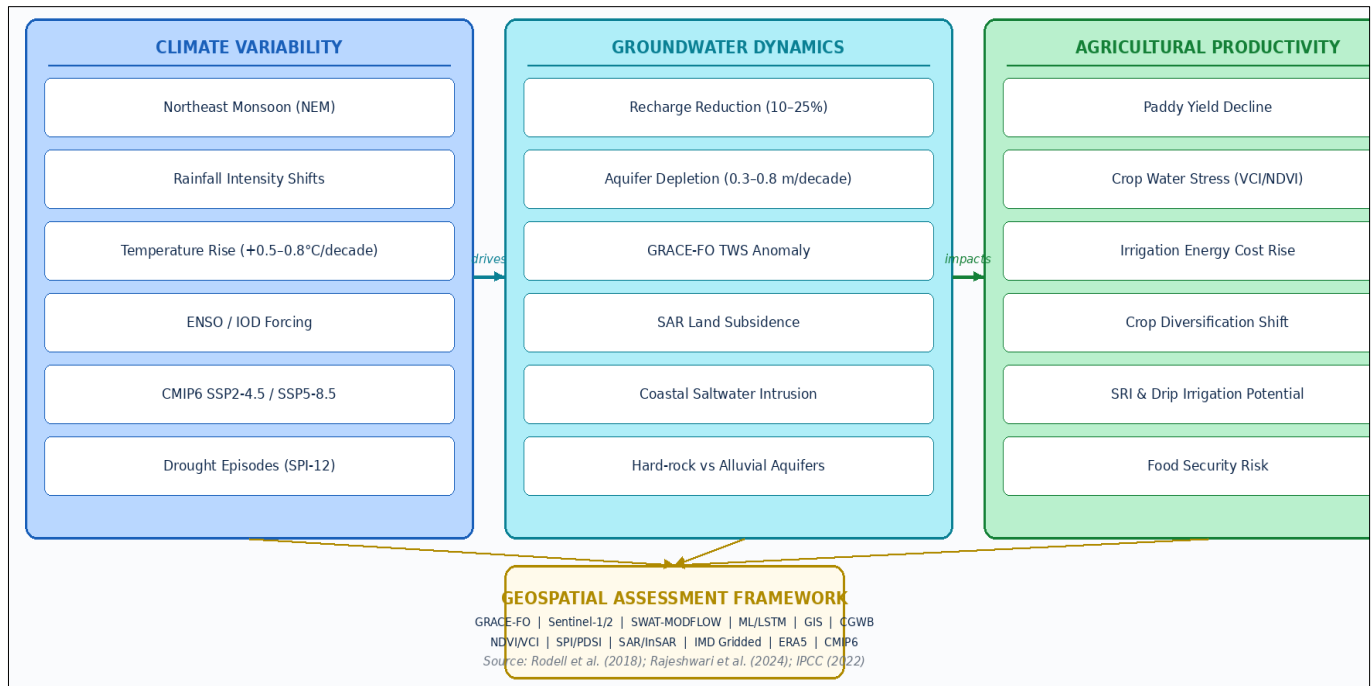 CLIMATE VARIABILITY
Northeast Monsoon (NEM)
Rainfall Intensity Shifts
Temperature Rise (+0.5–0.8°C/decade)
ENSO / IOD Forcing
CMIP6 SSP2-4.5 / SSP5-8.5
Drought Episodes (SPI-12)
drives
GROUNDWATER DYNAMICS
Recharge Reduction (10–25%)
Aquifer Depletion (0.3–0.8 m/decade)
GRACE-FO TWS Anomaly
SAR Land Subsidence
Coastal Saltwater Intrusion
Hard-rock vs Alluvial Aquifers
impacts
AGRICULTURAL PRODUCTIVITY
Paddy Yield Decline
Crop Water Stress (VCI/NDVI)
Irrigation Energy Cost Rise
Crop Diversification Shift
SRI & Drip Irrigation Potential
Food Security Risk
GEOSPATIAL ASSESSMENT FRAMEWORK
GRACE-FO | Sentinel-1/2 | SWAT-MODFLOW | ML/LSTM | GIS | CGWB
NDVI/VCI | SPI/PDSI | SAR/InSAR | IMD Gridded | ERA5 | CMIP6
Source: Rodell et al. (2018); Rajeshwari et al. (2024); IPCC (2022)